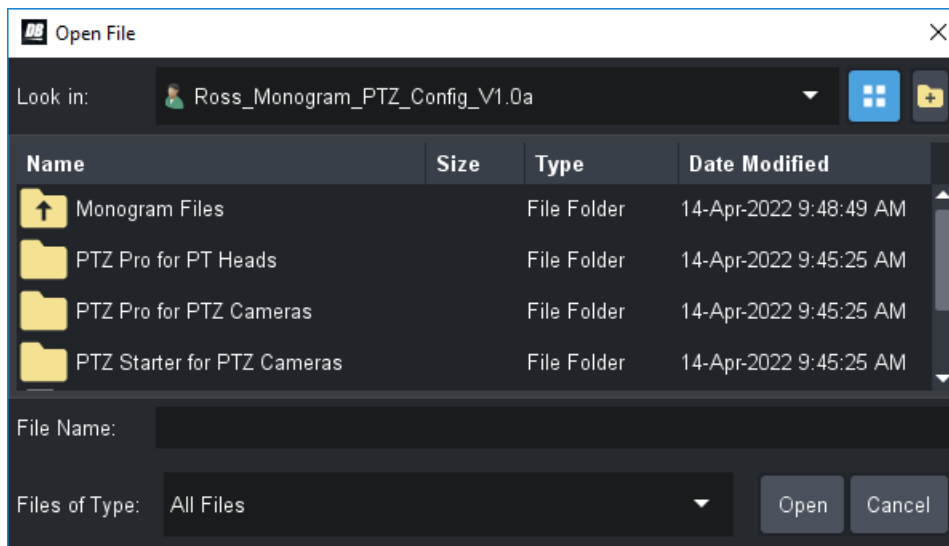 DB Open File
Look in: Ross_Monogram_PTZ_Config_V1.0a
Name Size Type Date Modified
Monogram Files File Folder 14-Apr-2022 9:48:49 AM
PTZ Pro for PT Heads File Folder 14-Apr-2022 9:45:25 AM
PTZ Pro for PTZ Cameras File Folder 14-Apr-2022 9:45:25 AM
PTZ Starter for PTZ Cameras File Folder 14-Apr-2022 9:45:25 AM
File Name:
Files of Type: All Files Open Cancel